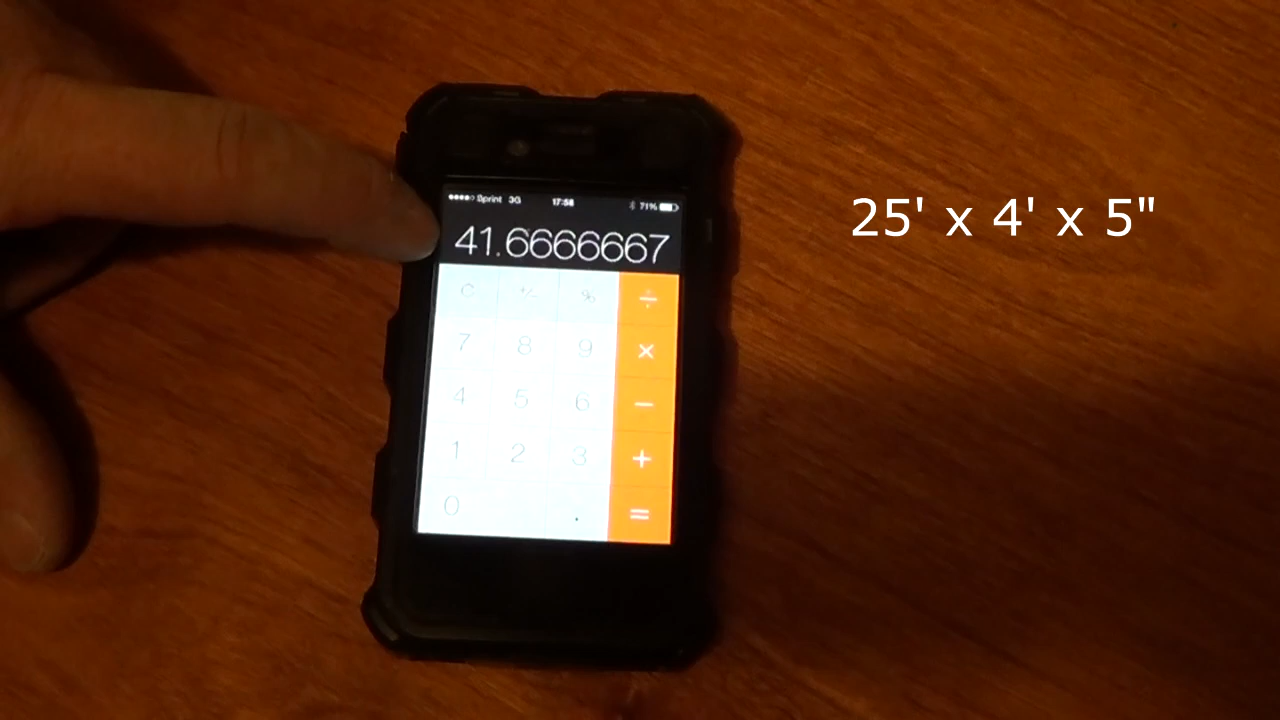 Sprint 3G 17:58 71%
41.6666667
25' x 4' x 5"
C +/- % ÷
7 8 9 ×
4 5 6 −
1 2 3 +
0 . =